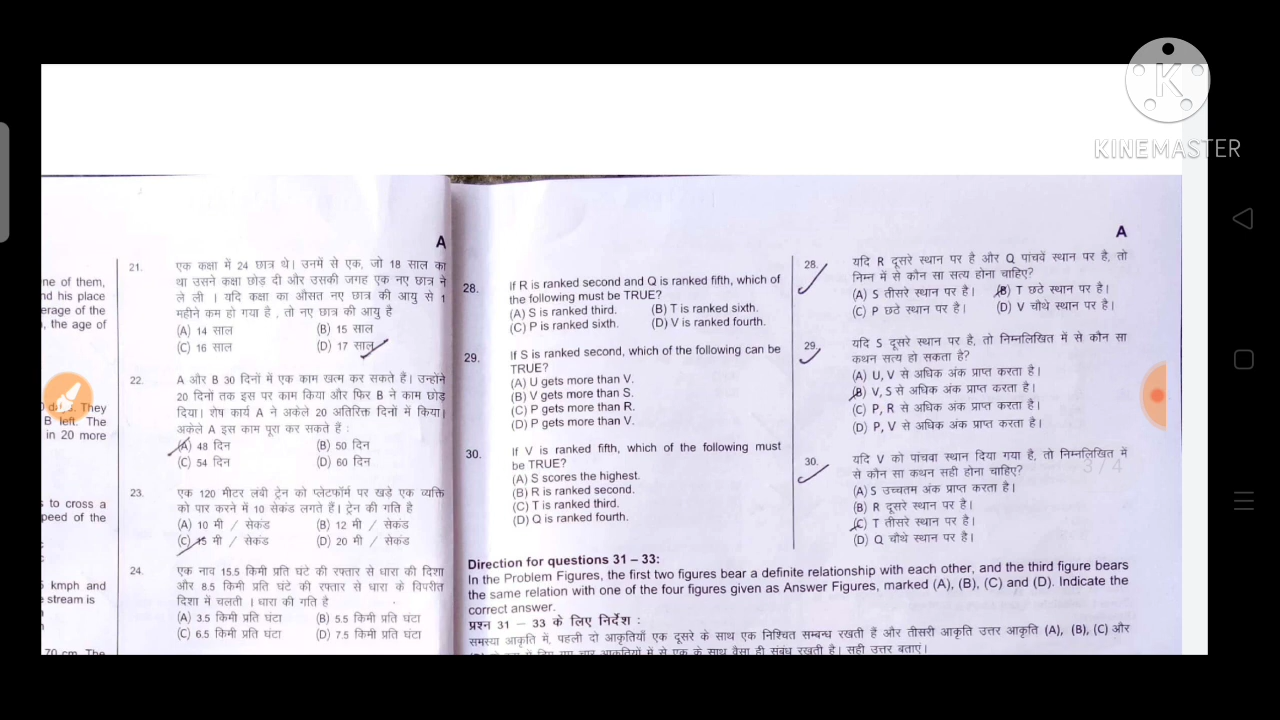 K
KINEMASTER
A
ne of them,
nd his place
erage of the
, the age of
They
B left. The
in 20 more
to cross a
peed of the
kmph and
stream is
70 cm. The
21. एक कक्षा में 24 छात्र थे। उनमें से एक, जो 18 साल का
था उसने कक्षा छोड़ दी और उसकी जगह एक नए छात्र ने
ले ली । यदि कक्षा का औसत नए छात्र की आयु से 1
महीने कम हो गया है , तो नए छात्र की आयु है
(A) 14 साल (B) 15 साल
(C) 16 साल (D) 17 साल
22. A और B 30 दिनों में एक काम खत्म कर सकते हैं। उन्होंने
20 दिनों तक इस पर काम किया और फिर B ने काम छोड़
दिया। शेष कार्य A ने अकेले 20 अतिरिक्त दिनों में किया।
अकेले A इस काम पूरा कर सकते हैं :
(A) 48 दिन (B) 50 दिन
(C) 54 दिन (D) 60 दिन
23. एक 120 मीटर लंबी ट्रेन को प्लेटफॉर्म पर खड़े एक व्यक्ति
को पार करने में 10 सेकंड लगते हैं। ट्रेन की गति है
(A) 10 मी / सेकंड (B) 12 मी / सेकंड
(C) 15 मी / सेकंड (D) 20 मी / सेकंड
24. एक नाव 15.5 किमी प्रति घंटे की रफ्तार से धारा की दिशा
और 8.5 किमी प्रति घंटे की रफ्तार से धारा के विपरीत
दिशा में चलती । धारा की गति है
(A) 3.5 किमी प्रति घंटा (B) 5.5 किमी प्रति घंटा
(C) 6.5 किमी प्रति घंटा (D) 7.5 किमी प्रति घंटा
A
28. If R is ranked second and Q is ranked fifth, which of
the following must be TRUE?
(A) S is ranked third. (B) T is ranked sixth.
(C) P is ranked sixth. (D) V is ranked fourth.
29. If S is ranked second, which of the following can be
TRUE?
(A) U gets more than V.
(B) V gets more than S.
(C) P gets more than R.
(D) P gets more than V.
30. If V is ranked fifth, which of the following must
be TRUE?
(A) S scores the highest.
(B) R is ranked second.
(C) T is ranked third.
(D) Q is ranked fourth.
28. यदि R दूसरे स्थान पर है और Q पांचवें स्थान पर है, तो
निम्न में से कौन सा सत्य होना चाहिए?
(A) S तीसरे स्थान पर है। (B) T छठे स्थान पर है।
(C) P छठे स्थान पर है। (D) V चौथे स्थान पर है।
29. यदि S दूसरे स्थान पर है, तो निम्नलिखित में से कौन सा
कथन सत्य हो सकता है?
(A) U, V से अधिक अंक प्राप्त करता है।
(B) V, S से अधिक अंक प्राप्त करता है।
(C) P, R से अधिक अंक प्राप्त करता है।
(D) P, V से अधिक अंक प्राप्त करता है।
30. यदि V को पांचवा स्थान दिया गया है, तो निम्नलिखित में
से कौन सा कथन सही होना चाहिए?
3 / 4
(A) S उच्चतम अंक प्राप्त करता है।
(B) R दूसरे स्थान पर है।
(C) T तीसरे स्थान पर है।
(D) Q चौथे स्थान पर है।
Direction for questions 31 – 33:
In the Problem Figures, the first two figures bear a definite relationship with each other, and the third figure bears
the same relation with one of the four figures given as Answer Figures, marked (A), (B), (C) and (D). Indicate the
correct answer.
प्रश्न 31 – 33 के लिए निर्देश :
समस्या आकृति में, पहली दो आकृतियाँ एक दूसरे के साथ एक निश्चित सम्बन्ध रखती हैं और तीसरी आकृति उत्तर आकृति (A), (B), (C) और
चार आकृतियों में से एक के साथ वैसा ही संबंध रखती है। सही उत्तर बताएं।